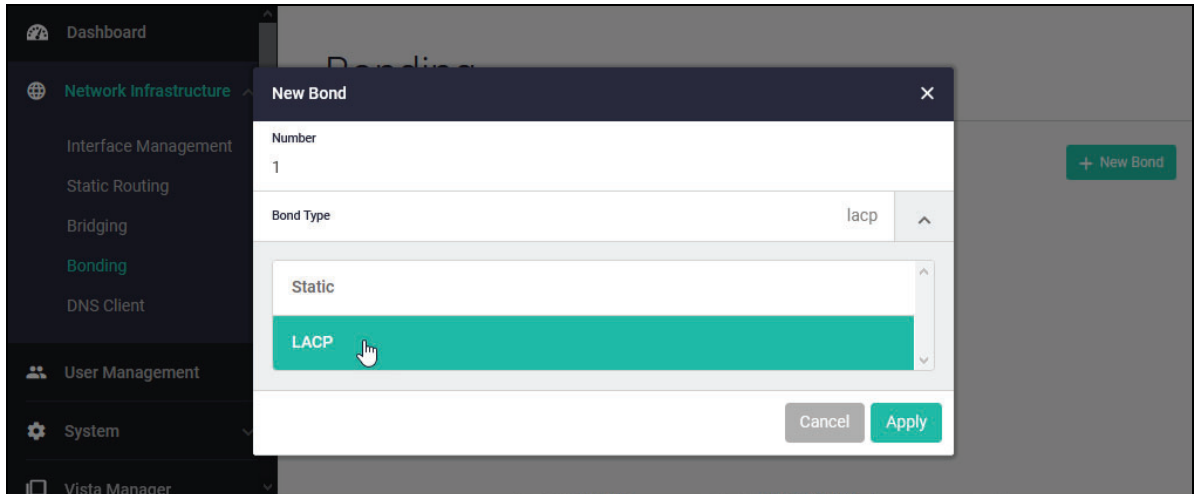 Dashboard
Network Infrastructure
Interface Management
Static Routing
Bridging
Bonding
DNS Client
User Management
System
Vista Manager
Bonding
+ New Bond
New Bond
Number
1
Bond Type
lacp
Static
LACP
Cancel
Apply